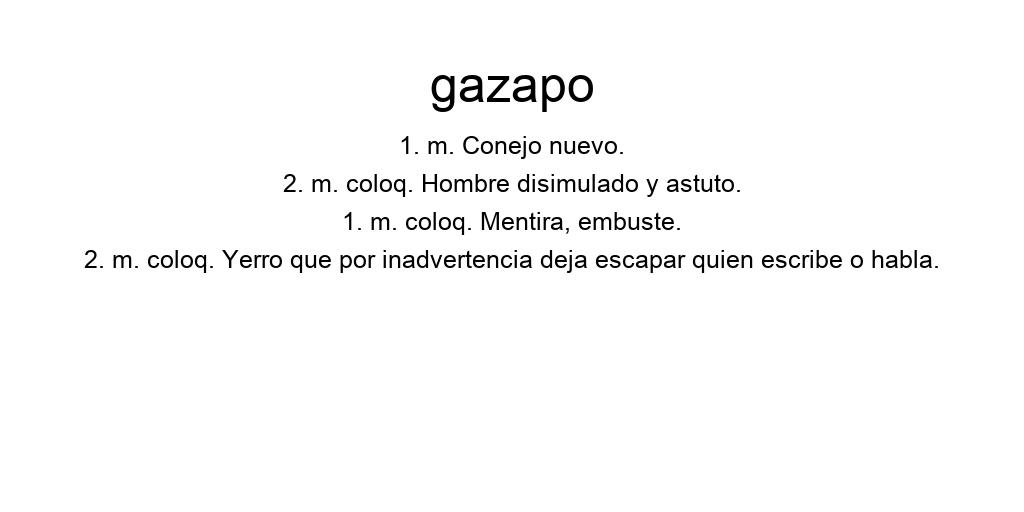 gazapo
1. m. Conejo nuevo.
2. m. coloq. Hombre disimulado y astuto.
1. m. coloq. Mentira, embuste.
2. m. coloq. Yerro que por inadvertencia deja escapar quien escribe o habla.